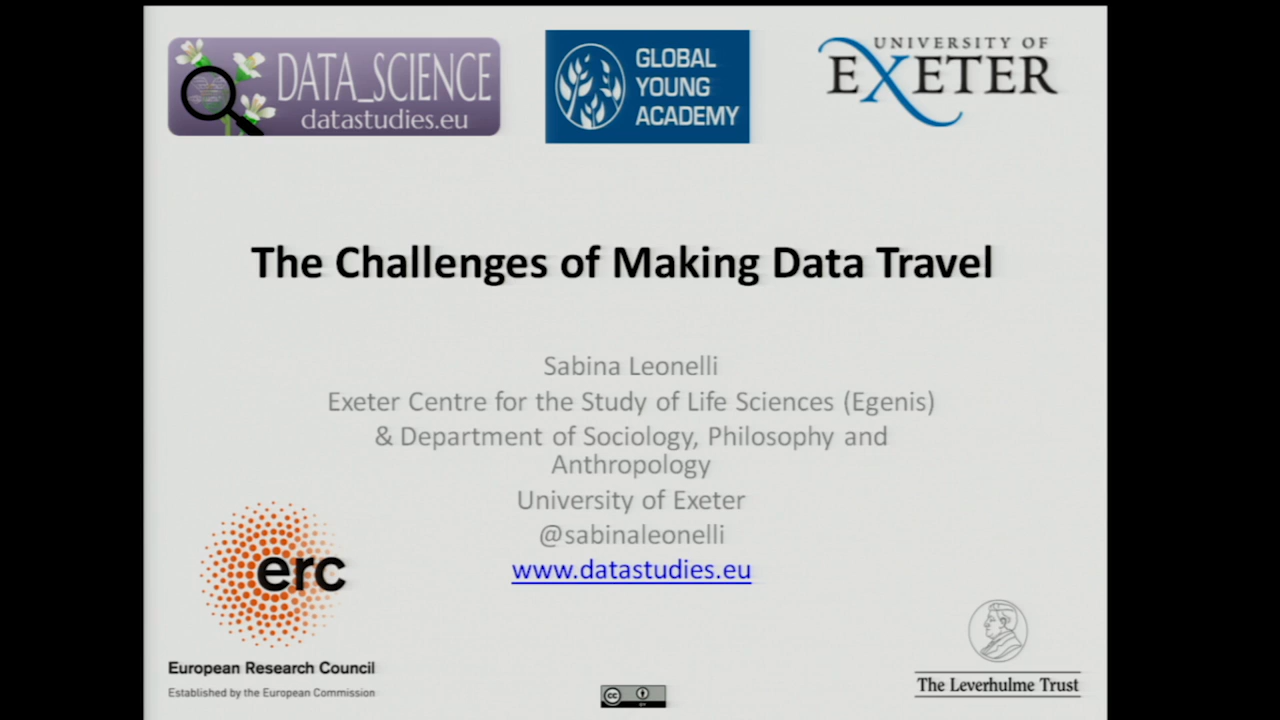 DATA_SCIENCE
datastudies.eu
GLOBAL
YOUNG
ACADEMY
UNIVERSITY OF
EXETER
The Challenges of Making Data Travel
Sabina Leonelli
Exeter Centre for the Study of Life Sciences (Egenis)
& Department of Sociology, Philosophy and
Anthropology
University of Exeter
@sabinaleonelli
www.datastudies.eu
erc
European Research Council
Established by the European Commission
The Leverhulme Trust
cc